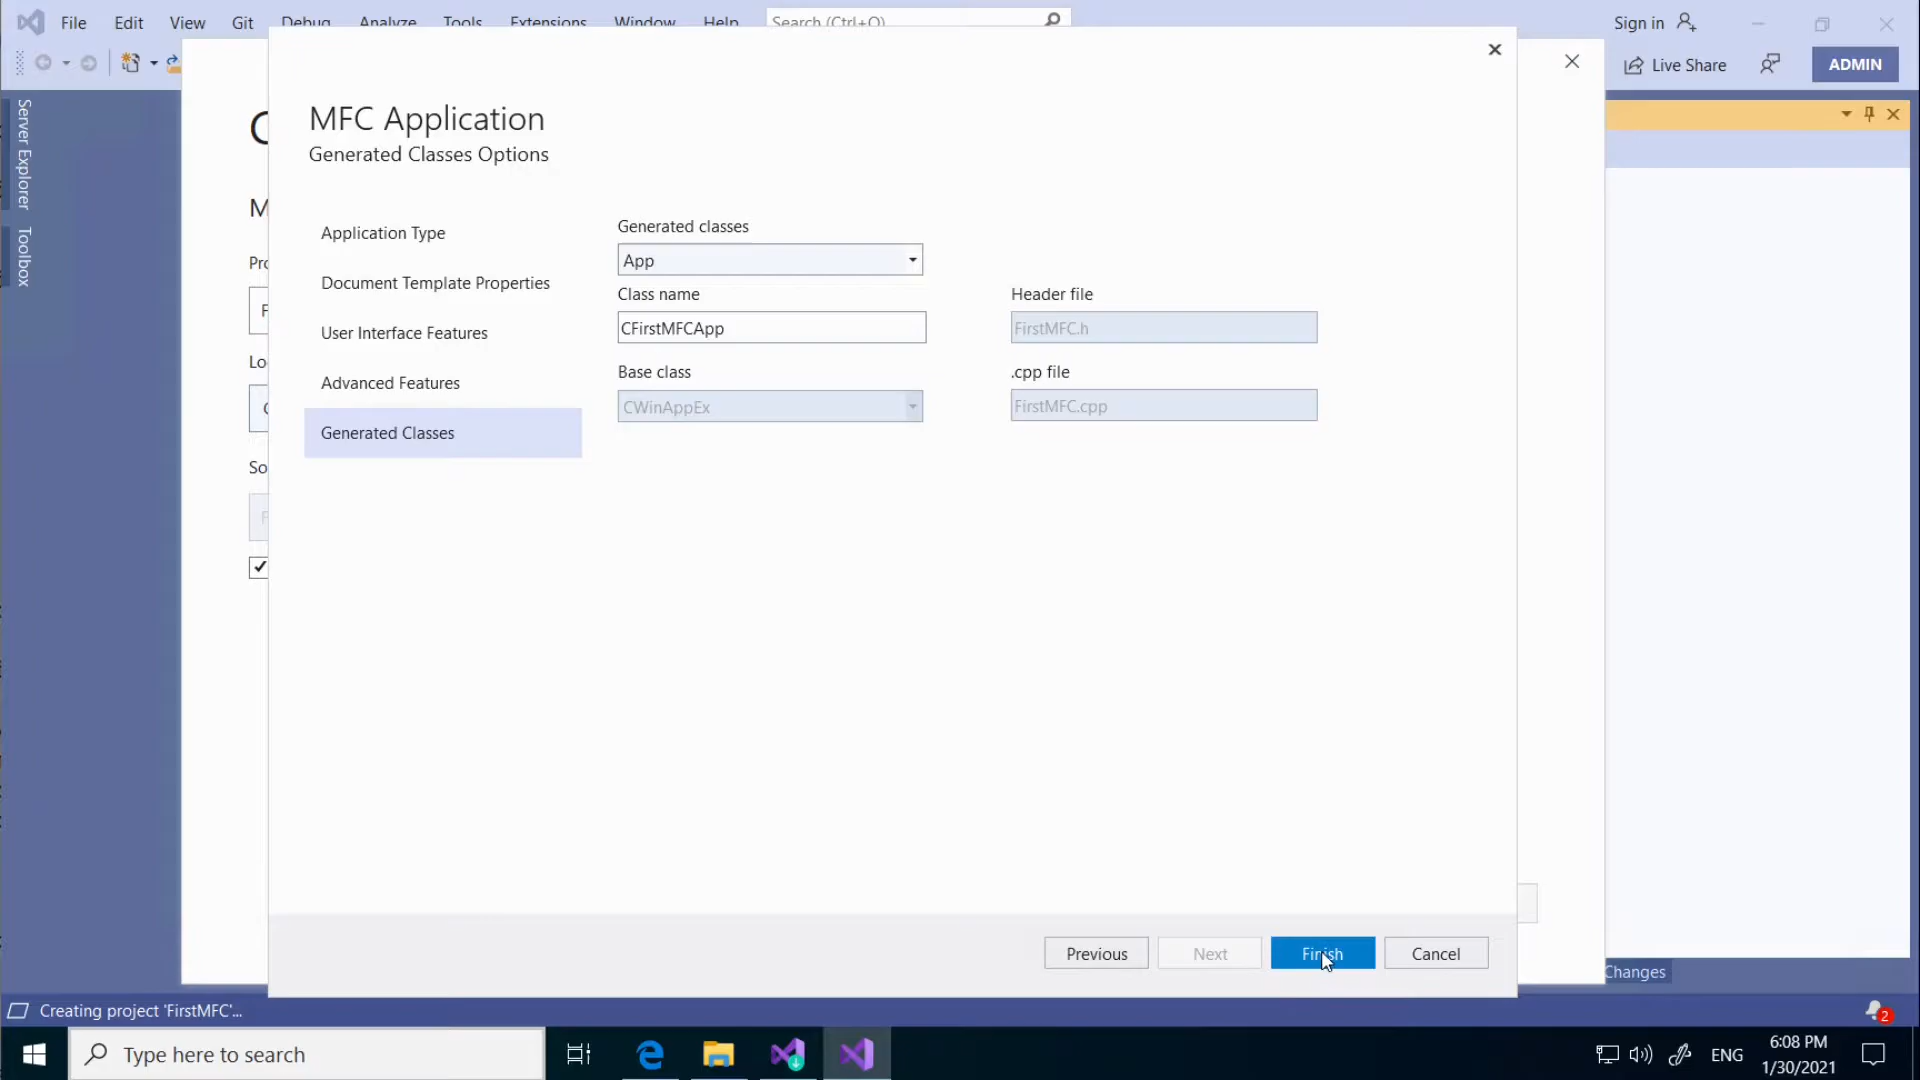 File Edit View Git Debug Analyze Tools Extensions Window Help Search (Ctrl+Q) Sign in
Live Share ADMIN
Server Explorer
Toolbox
MFC Application
Generated Classes Options
Application Type
Document Template Properties
User Interface Features
Advanced Features
Generated Classes
Generated classes
App
Class name
CFirstMFCApp
Header file
FirstMFC.h
Base class
CWinAppEx
.cpp file
FirstMFC.cpp
Previous Next Finish Cancel
Changes
Creating project 'FirstMFC'...
2
Type here to search
ENG
6:08 PM
1/30/2021